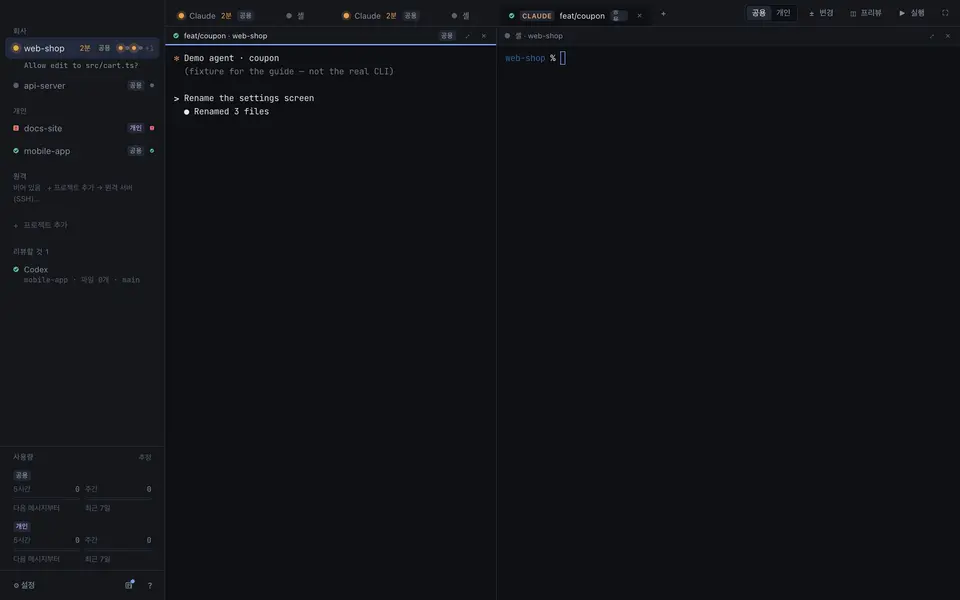 회사
web-shop 2분 공용 +1
Allow edit to src/cart.ts?
api-server 공용
개인
docs-site 개인
mobile-app 공용
원격
비어 있음 + 프로젝트 추가 → 원격 서버
(SSH)...
+ 프로젝트 추가
리뷰할 것 1
Codex
mobile-app · 파일 0개 · main
사용량 추정
공용
5시간 0 주간 0
다음 메시지부터 최근 7일
개인
5시간 0 주간 0
다음 메시지부터 최근 7일
설정 ?
Claude 2분 공용 셸 Claude 2분 공용 셸 CLAUDE feat/coupon × +
공용 개인 ± 변경 프리뷰 실행
feat/coupon · web-shop 공용 ×
Demo agent · coupon
(fixture for the guide — not the real CLI)
> Rename the settings screen
● Renamed 3 files
셸 · web-shop ×
web-shop %